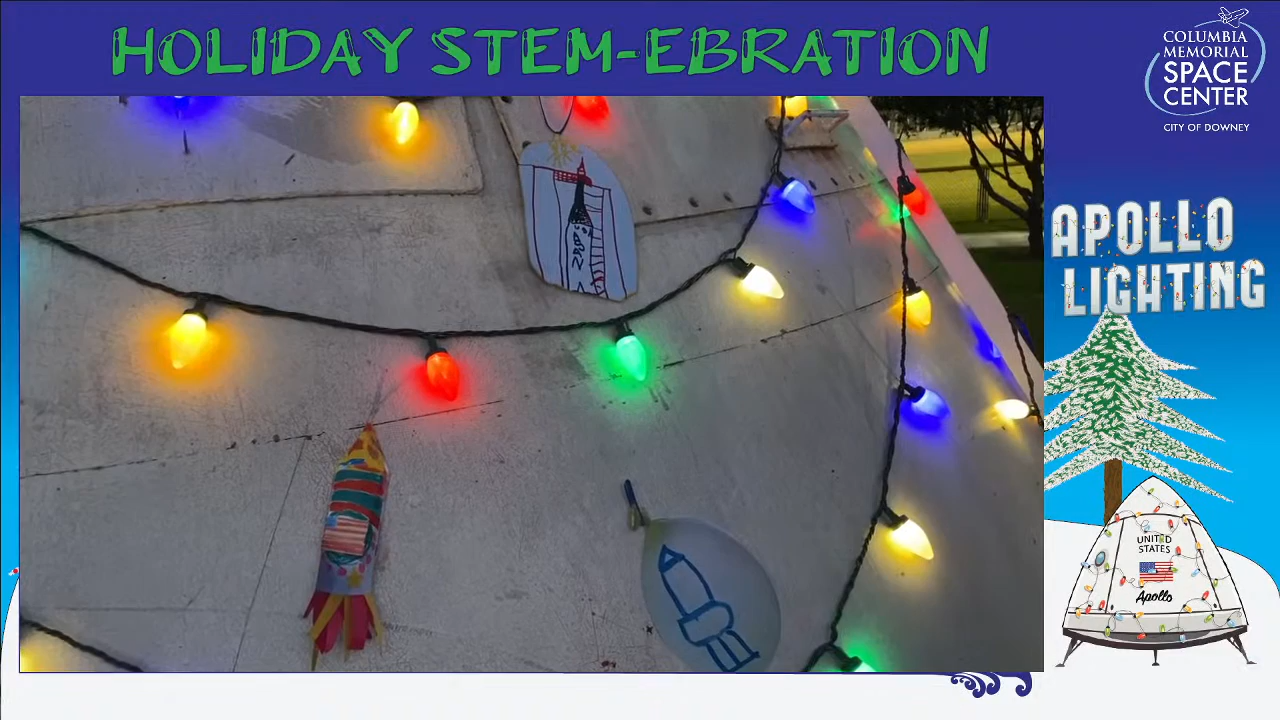 HOLIDAY STEM-EBRATION
COLUMBIA
MEMORIAL
SPACE
CENTER
CITY OF DOWNEY
APOLLO
LIGHTING
UNITED
STATES
Apollo